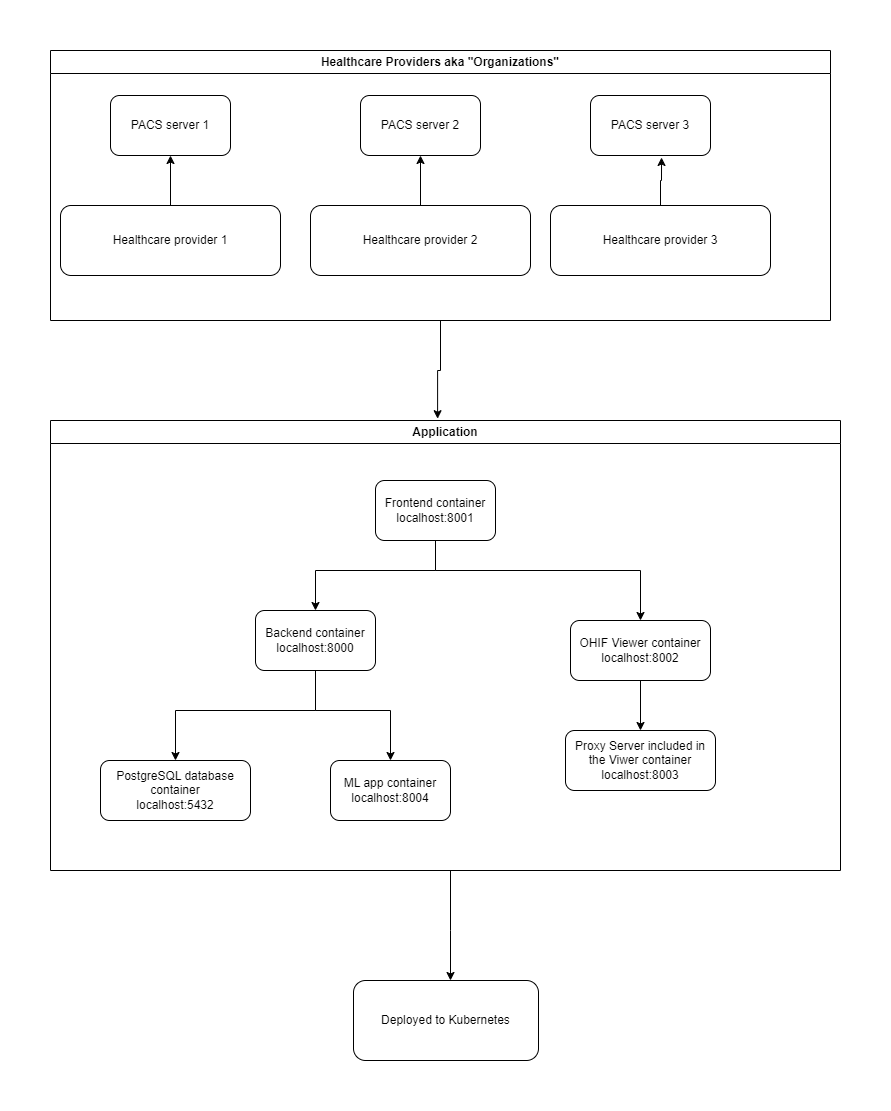 Healthcare Providers aka "Organizations"
PACS server 1
PACS server 2
PACS server 3
Healthcare provider 1
Healthcare provider 2
Healthcare provider 3
Application
Frontend container
localhost:8001
Backend container
localhost:8000
OHIF Viewer container
localhost:8002
PostgreSQL database
container
localhost:5432
ML app container
localhost:8004
Proxy Server included in
the Viwer container
localhost:8003
Deployed to Kubernetes